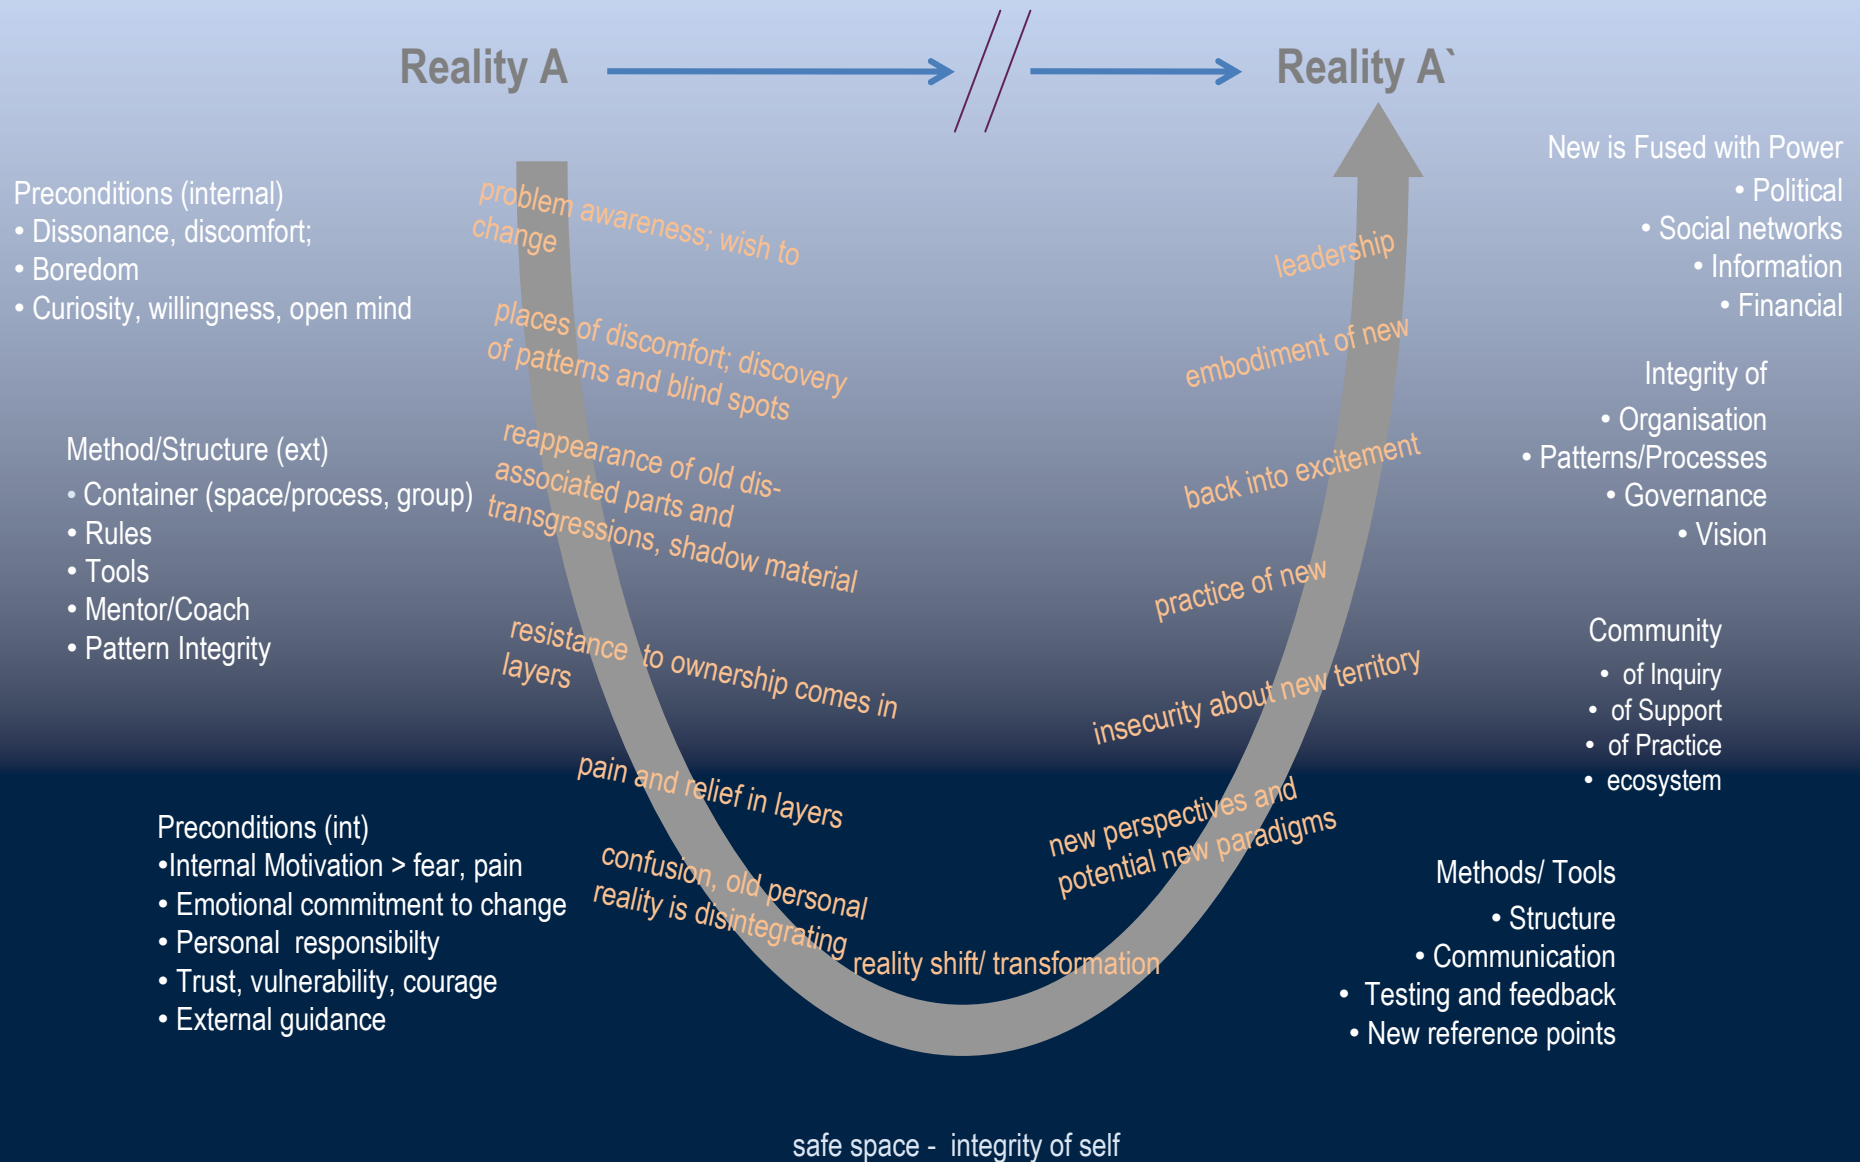 Reality A
Reality A`
Preconditions (internal)
• Dissonance, discomfort;
• Boredom
• Curiosity, willingness, open mind
Method/Structure (ext)
• Container (space/process, group)
• Rules
• Tools
• Mentor/Coach
• Pattern Integrity
Preconditions (int)
•Internal Motivation > fear, pain
• Emotional commitment to change
• Personal  responsibilty
• Trust, vulnerability, courage
• External guidance
problem awareness; wish to
change
places of discomfort; discovery
of patterns and blind spots
reappearance of old dis-
associated parts and
transgressions, shadow material
resistance  to ownership comes in
layers
pain and relief in layers
confusion, old personal
reality is disintegrating
reality shift/ transformation
new perspectives and
potential new paradigms
insecurity about new territory
practice of new
back into excitement
embodiment of new
leadership
New is Fused with Power
• Political
• Social networks
• Information
• Financial
Integrity of
• Organisation
• Patterns/Processes
• Governance
• Vision
Community
•  of Inquiry
•  of Support
•  of Practice
•  ecosystem
Methods/ Tools
• Structure
• Communication
•  Testing and feedback
• New reference points
safe space -  integrity of self